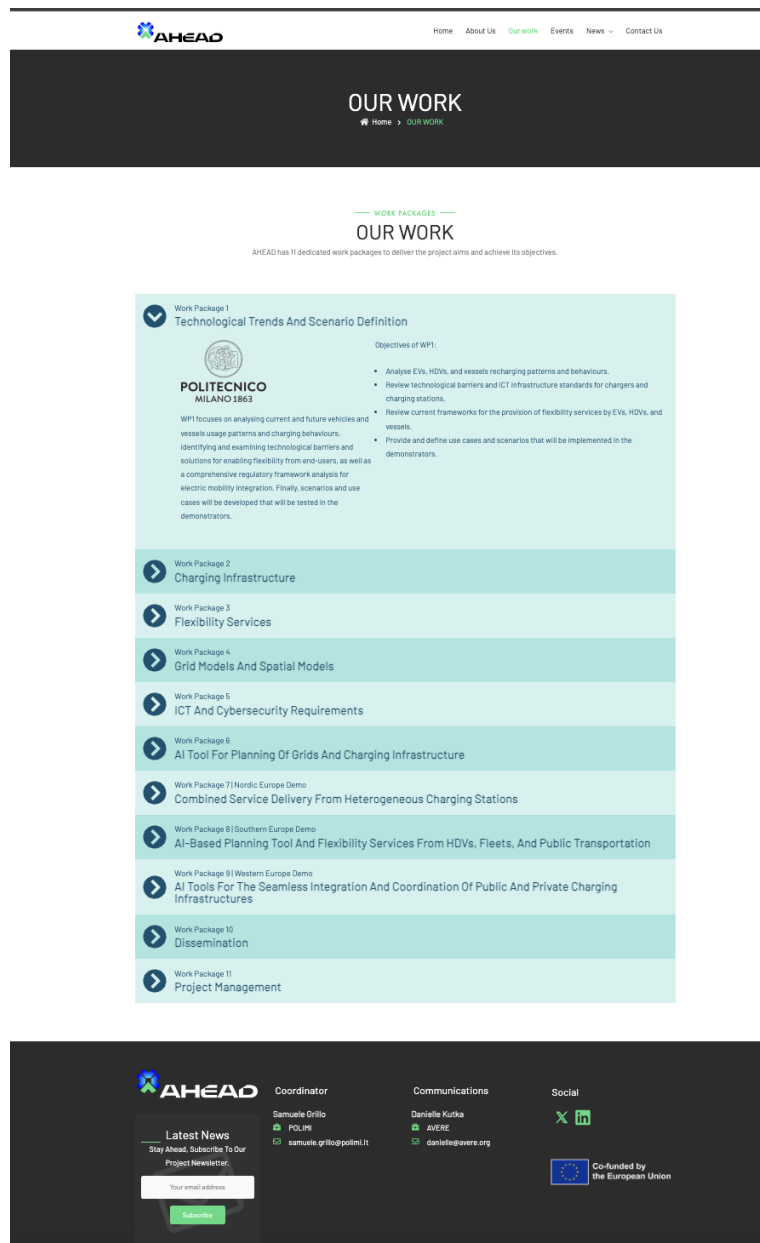 AHEAD
Home About Us Our work Events News Contact Us
OUR WORK
Home > OUR WORK
WORK PACKAGES
OUR WORK
AHEAD has 11 dedicated work packages to deliver the project aims and achieve its objectives.
Work Package 1
Technological Trends And Scenario Definition
POLITECNICO
MILANO 1863
WP1 focuses on analysing current and future vehicles and
vessels usage patterns and charging behaviours,
identifying and examining technological barriers and
solutions for enabling flexibility from end-users, as well as
a comprehensive regulatory framework analysis for
electric mobility integration. Finally, scenarios and use
cases will be developed that will be tested in the
demonstrators.
Objectives of WP1:
• Analyse EVs, HDVs, and vessels recharging patterns and behaviours.
• Review technological barriers and ICT infrastructure standards for chargers and
charging stations.
• Review current frameworks for the provision of flexibility services by EVs, HDVs, and
vessels.
• Provide and define use cases and scenarios that will be implemented in the
demonstrators.
Work Package 2
Charging Infrastructure
Work Package 3
Flexibility Services
Work Package 4
Grid Models And Spatial Models
Work Package 5
ICT And Cybersecurity Requirements
Work Package 6
AI Tool For Planning Of Grids And Charging Infrastructure
Work Package 7 | Nordic Europe Demo
Combined Service Delivery From Heterogeneous Charging Stations
Work Package 8 | Southern Europe Demo
AI-Based Planning Tool And Flexibility Services From HDVs, Fleets, And Public Transportation
Work Package 9 | Western Europe Demo
AI Tools For The Seamless Integration And Coordination Of Public And Private Charging
Infrastructures
Work Package 10
Dissemination
Work Package 11
Project Management
AHEAD
Latest News
Stay Ahead, Subscribe To Our
Project Newsletter.
Your email address
Subscribe
Coordinator
Samuele Grillo
POLIMI
samuele.grillo@polimi.it
Communications
Danielle Kutka
AVERE
danielle@avere.org
Social
X in
Co-funded by
the European Union